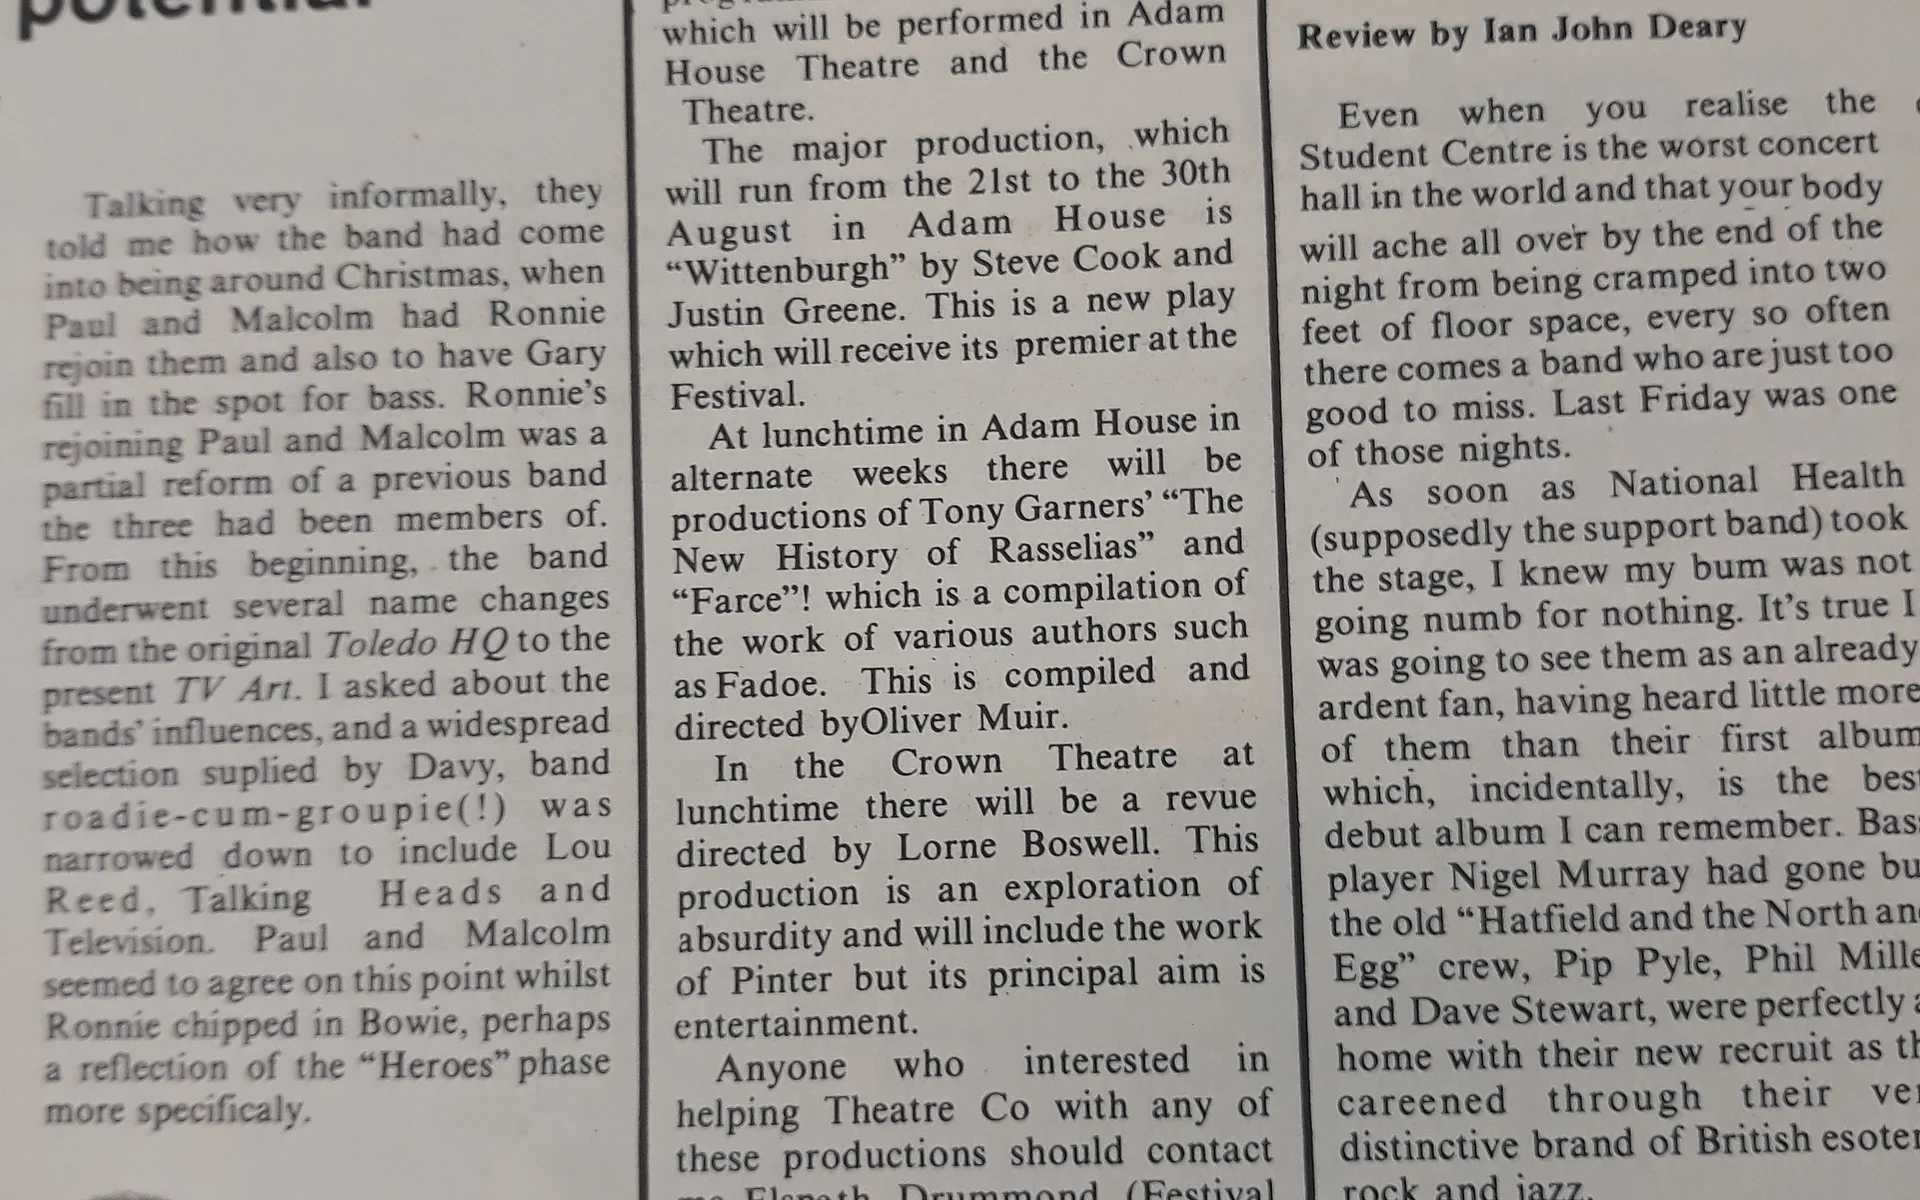 potential
Talking very informally, they
told me how the band had come
into being around Christmas, when
Paul and Malcolm had Ronnie
rejoin them and also to have Gary
fill in the spot for bass. Ronnie's
rejoining Paul and Malcolm was a
partial reform of a previous band
the three had been members of.
From this beginning, the band
underwent several name changes
from the original Toledo HQ to the
present TV Art. I asked about the
bands' influences, and a widespread
selection suplied by Davy, band
roadie-cum-groupie(!) was
narrowed down to include Lou
Reed, Talking Heads and
Television. Paul and Malcolm
seemed to agree on this point whilst
Ronnie chipped in Bowie, perhaps
a reflection of the "Heroes" phase
more specificaly.
which will be performed in Adam
House Theatre and the Crown
Theatre.
The major production, which
will run from the 21st to the 30th
August in Adam House is
"Wittenburgh" by Steve Cook and
Justin Greene. This is a new play
which will receive its premier at the
Festival.
At lunchtime in Adam House in
alternate weeks there will be
productions of Tony Garners' "The
New History of Rasselias" and
"Farce"! which is a compilation of
the work of various authors such
as Fadoe. This is compiled and
directed byOliver Muir.
In the Crown Theatre at
lunchtime there will be a revue
directed by Lorne Boswell. This
production is an exploration of
absurdity and will include the work
of Pinter but its principal aim is
entertainment.
Anyone who interested in
helping Theatre Co with any of
these productions should contact
Elspeth Drummond (Festival
Review by Ian John Deary
Even when you realise the
Student Centre is the worst concert
hall in the world and that your body
will ache all over by the end of the
night from being cramped into two
feet of floor space, every so often
there comes a band who are just too
good to miss. Last Friday was one
of those nights.
As soon as National Health
(supposedly the support band) took
the stage, I knew my bum was not
going numb for nothing. It's true I
was going to see them as an already
ardent fan, having heard little more
of them than their first album
which, incidentally, is the best
debut album I can remember. Bass
player Nigel Murray had gone bu
the old "Hatfield and the North an
Egg" crew, Pip Pyle, Phil Mille
and Dave Stewart, were perfectly a
home with their new recruit as th
careened through their ver
distinctive brand of British esoter
rock and jazz.